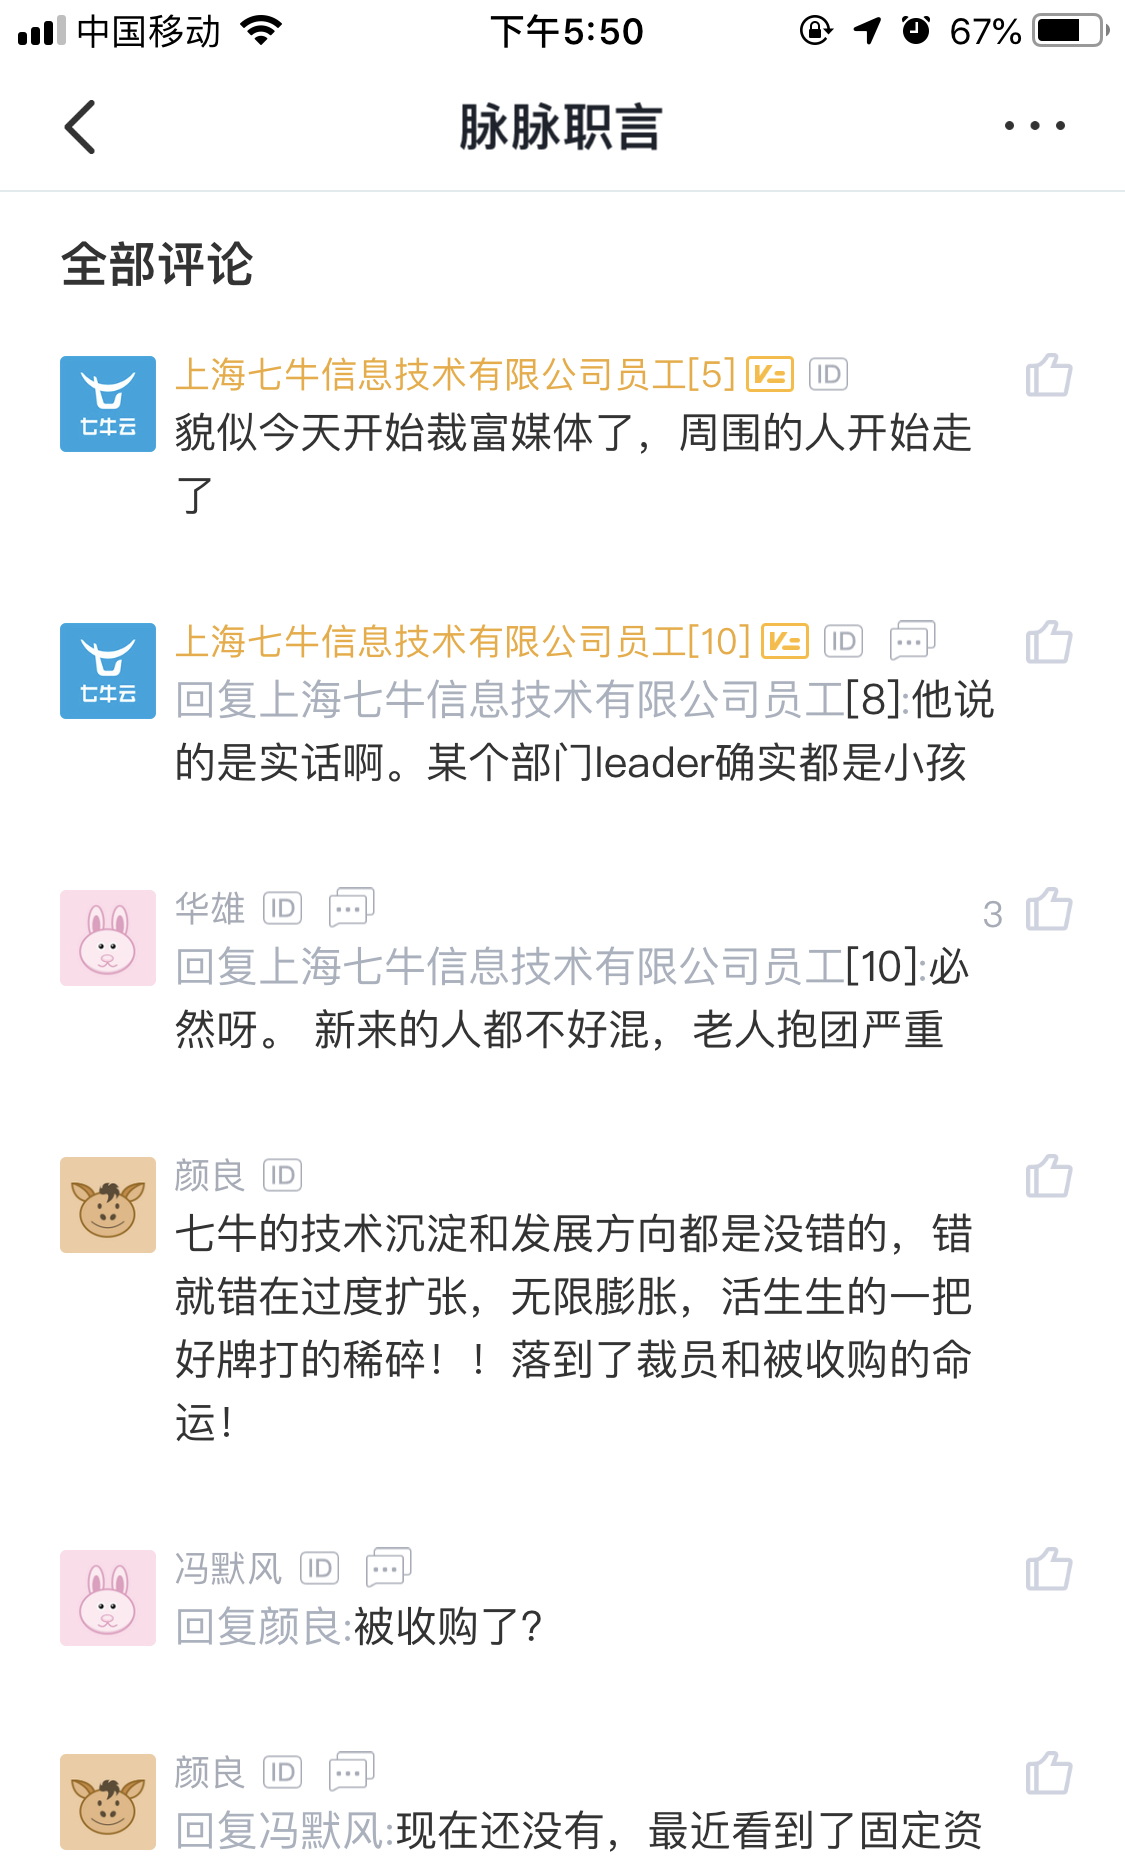 中国移动 下午5:50 67%
脉脉职言
全部评论
上海七牛信息技术有限公司员工[5] V ID
七牛云
貌似今天开始裁富媒体了，周围的人开始走
了
上海七牛信息技术有限公司员工[10] V ID
七牛云
回复上海七牛信息技术有限公司员工[8]:他说
的是实话啊。某个部门leader确实都是小孩
华雄 ID
3
回复上海七牛信息技术有限公司员工[10]:必
然呀。 新来的人都不好混，老人抱团严重
颜良 ID
七牛的技术沉淀和发展方向都是没错的，错
就错在过度扩张，无限膨胀，活生生的一把
好牌打的稀碎！！落到了裁员和被收购的命
运！
冯默风 ID
回复颜良:被收购了?
颜良 ID
回复冯默风:现在还没有，最近看到了固定资